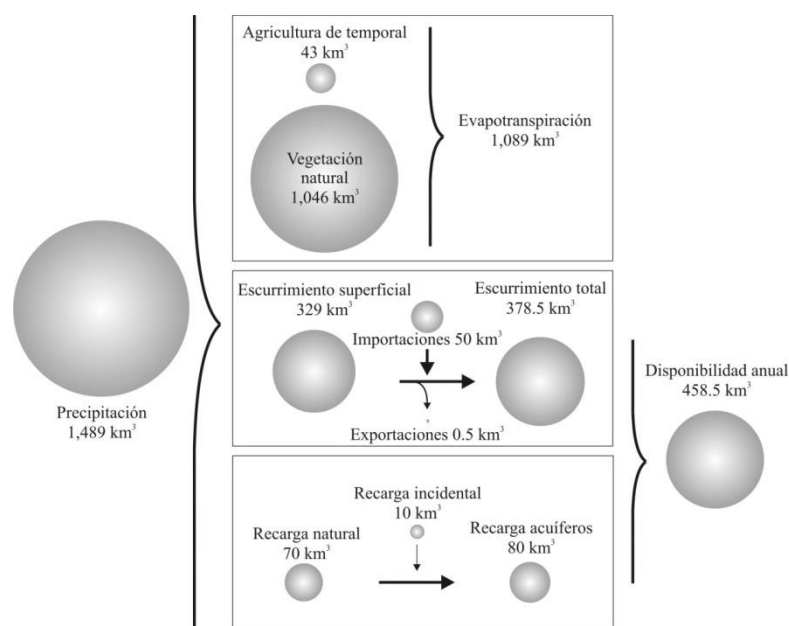 Precipitación
1,489 km³
Agricultura de temporal
43 km³
Vegetación
natural
1,046 km³
Evapotranspiración
1,089 km³
Escurrimiento superficial
329 km³
Importaciones 50 km³
Exportaciones 0.5 km³
Escurrimiento total
378.5 km³
Recarga natural
70 km³
Recarga incidental
10 km³
Recarga acuíferos
80 km³
Disponibilidad anual
458.5 km³